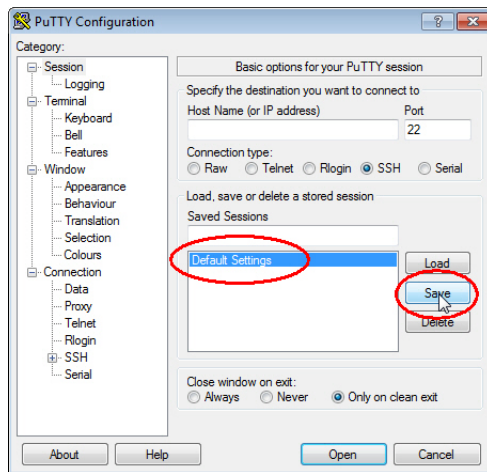 PuTTY Configuration
Category:
Session
Logging
Terminal
Keyboard
Bell
Features
Window
Appearance
Behaviour
Translation
Selection
Colours
Connection
Data
Proxy
Telnet
Rlogin
SSH
Serial
Basic options for your PuTTY session
Specify the destination you want to connect to
Host Name (or IP address) Port
22
Connection type:
Raw Telnet Rlogin SSH Serial
Load, save or delete a stored session
Saved Sessions
Default Settings
Load
Save
Delete
Close window on exit:
Always Never Only on clean exit
About Help Open Cancel